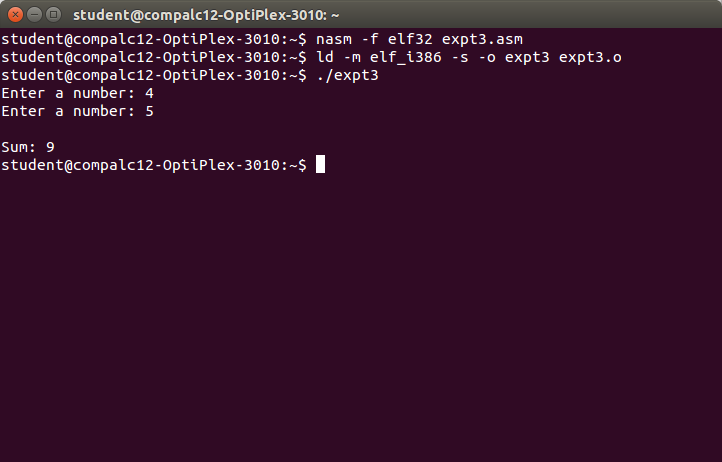 student@compalc12-OptiPlex-3010: ~
student@compalc12-OptiPlex-3010:~$ nasm -f elf32 expt3.asm
student@compalc12-OptiPlex-3010:~$ ld -m elf_i386 -s -o expt3 expt3.o
student@compalc12-OptiPlex-3010:~$ ./expt3
Enter a number: 4
Enter a number: 5
Sum: 9
student@compalc12-OptiPlex-3010:~$